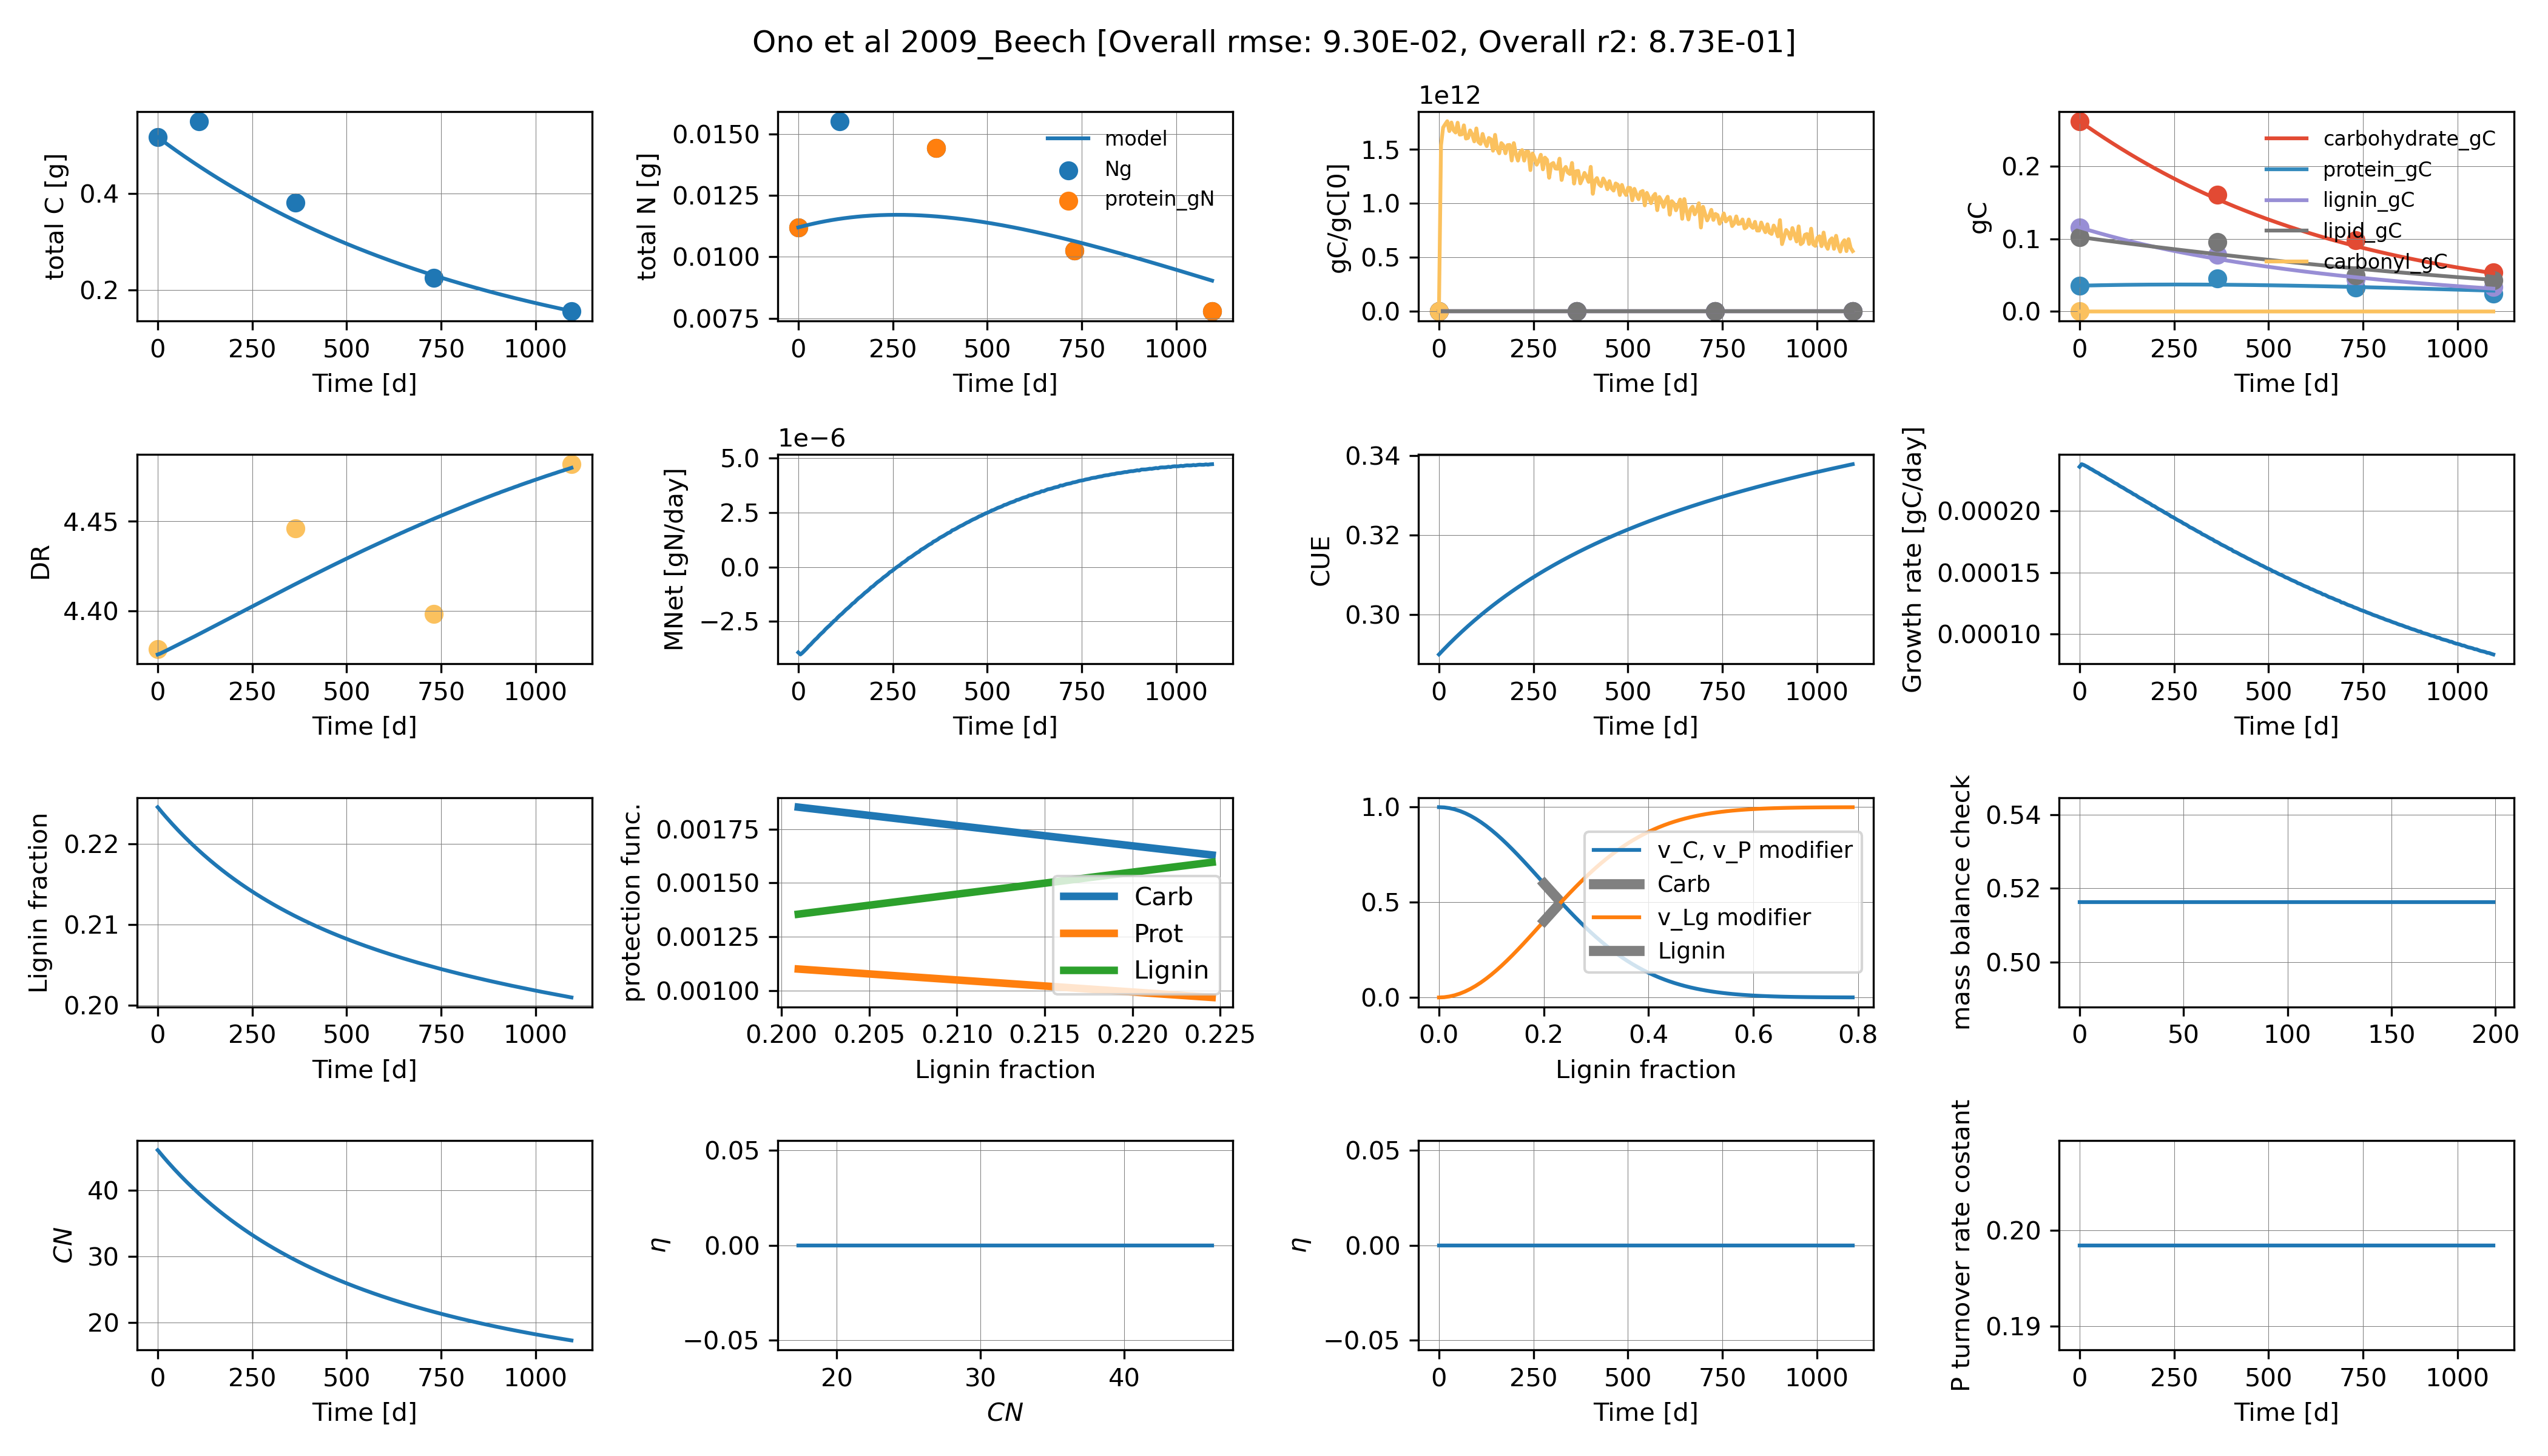 Ono et al 2009_Beech [Overall rmse: 9.30E-02, Overall r2: 8.73E-01]
total C [g]
0.4
0.2
0 250 500 750 1000
Time [d]
total N [g]
0.0150
0.0125
0.0100
0.0075
model
Ng
protein_gN
0 250 500 750 1000
Time [d]
1e12
gC/gC[0]
1.5
1.0
0.5
0.0
0 250 500 750 1000
Time [d]
gC
0.2
0.1
0.0
carbohydrate_gC
protein_gC
lignin_gC
lipid_gC
carbonyl_gC
0 250 500 750 1000
Time [d]
DR
4.45
4.40
0 250 500 750 1000
Time [d]
1e−6
MNNet [gN/day]
5.0
2.5
0.0
−2.5
0 250 500 750 1000
Time [d]
CUE
0.34
0.32
0.30
0 250 500 750 1000
Time [d]
Growth rate [gC/day]
0.00020
0.00015
0.00010
0 250 500 750 1000
Time [d]
Lignin fraction
0.22
0.21
0.20
0 250 500 750 1000
Time [d]
protection func.
0.00175
0.00150
0.00125
0.00100
Carb
Prot
Lignin
0.200 0.205 0.210 0.215 0.220 0.225
Lignin fraction
1.0
0.5
0.0
v_C, v_P modifier
Carb
v_Lg modifier
Lignin
0.0 0.2 0.4 0.6 0.8
Lignin fraction
mass balance check
0.54
0.52
0.50
0 50 100 150 200
CN
40
30
20
0 250 500 750 1000
Time [d]
η
0.05
0.00
−0.05
20 30 40
CN
η
0.05
0.00
−0.05
0 250 500 750 1000
Time [d]
P turnover rate costant
0.20
0.19
0 250 500 750 1000
Time [d]